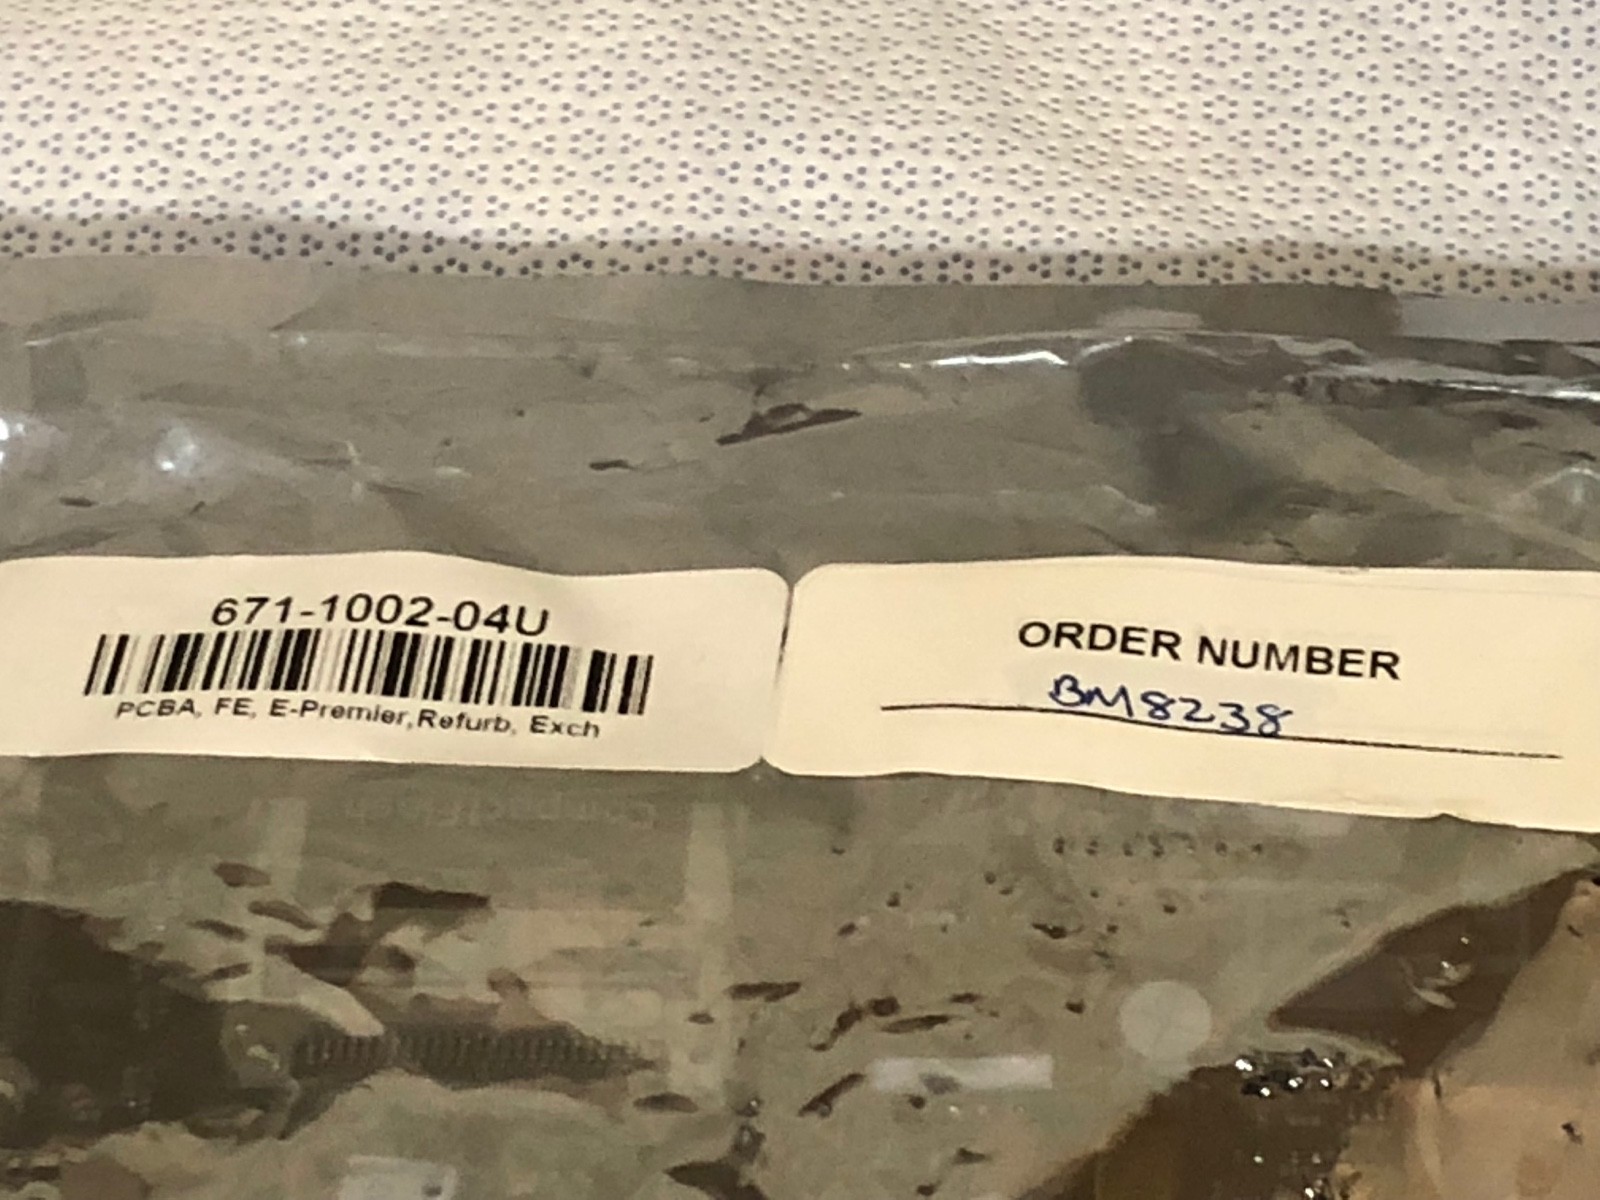 671-1002-04U
PCBA, FE, E-Premier, Refurb, Exch
ORDER NUMBER
BM8238